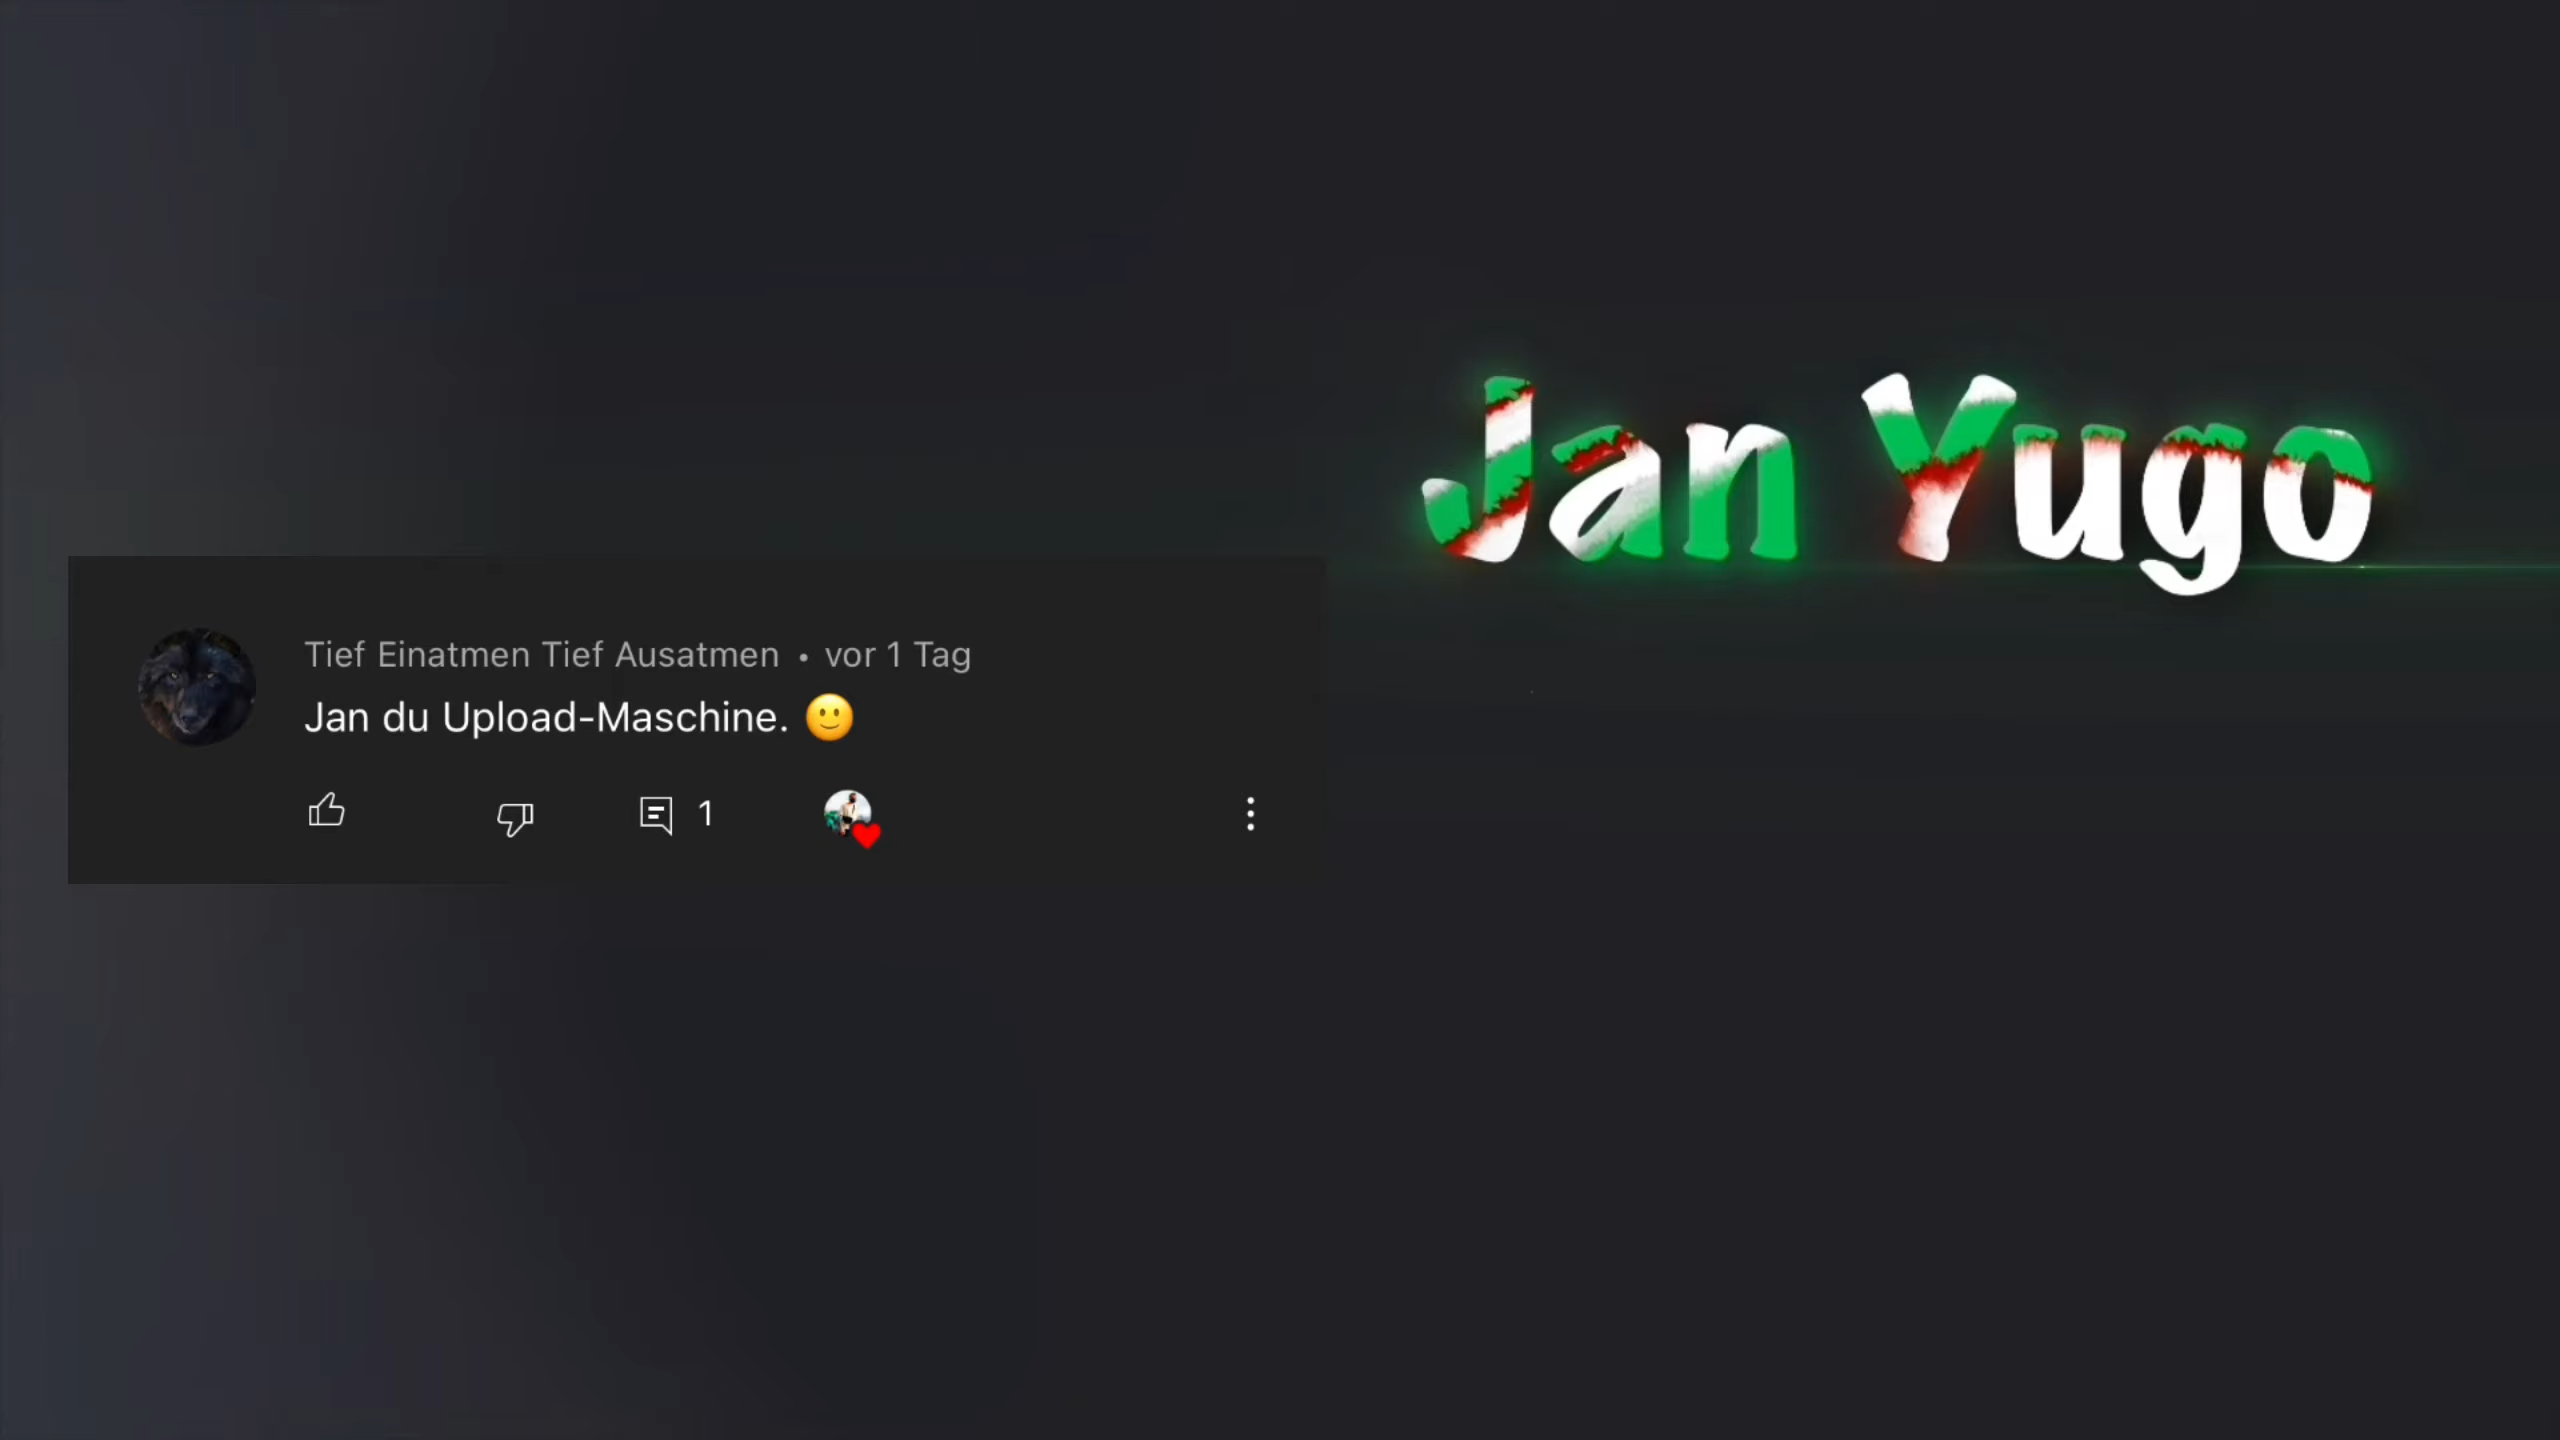 Jan Yugo
Tief Einatmen Tief Ausatmen • vor 1 Tag
Jan du Upload-Maschine. 🙂
1